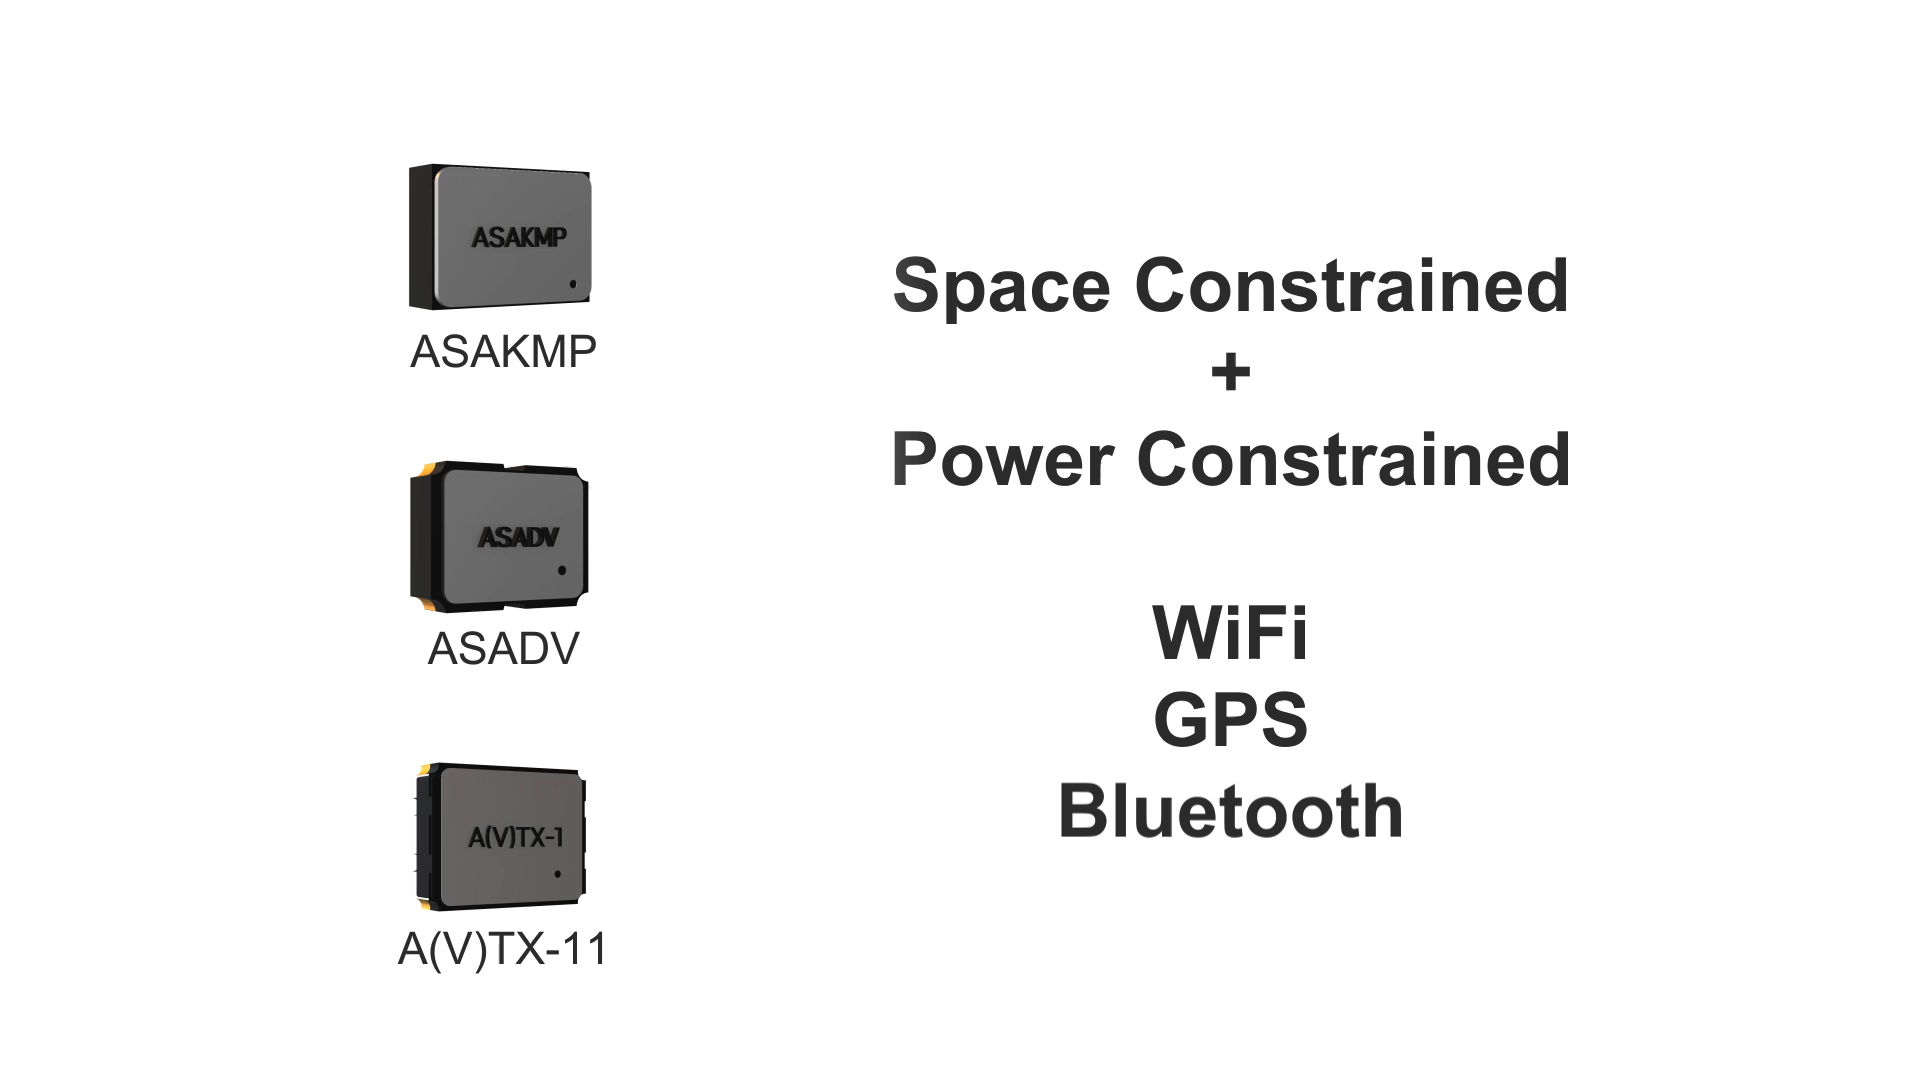 ASAKMP
ASAKMP
ASADV
ASADV
A(V)TX-1
A(V)TX-11
Space Constrained
+
Power Constrained
WiFi
GPS
Bluetooth